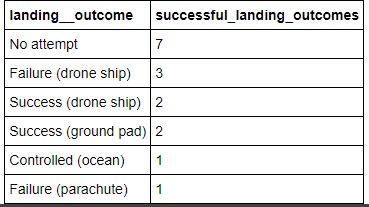 landing__outcome successful_landing_outcomes
No attempt 7
Failure (drone ship) 3
Success (drone ship) 2
Success (ground pad) 2
Controlled (ocean) 1
Failure (parachute) 1